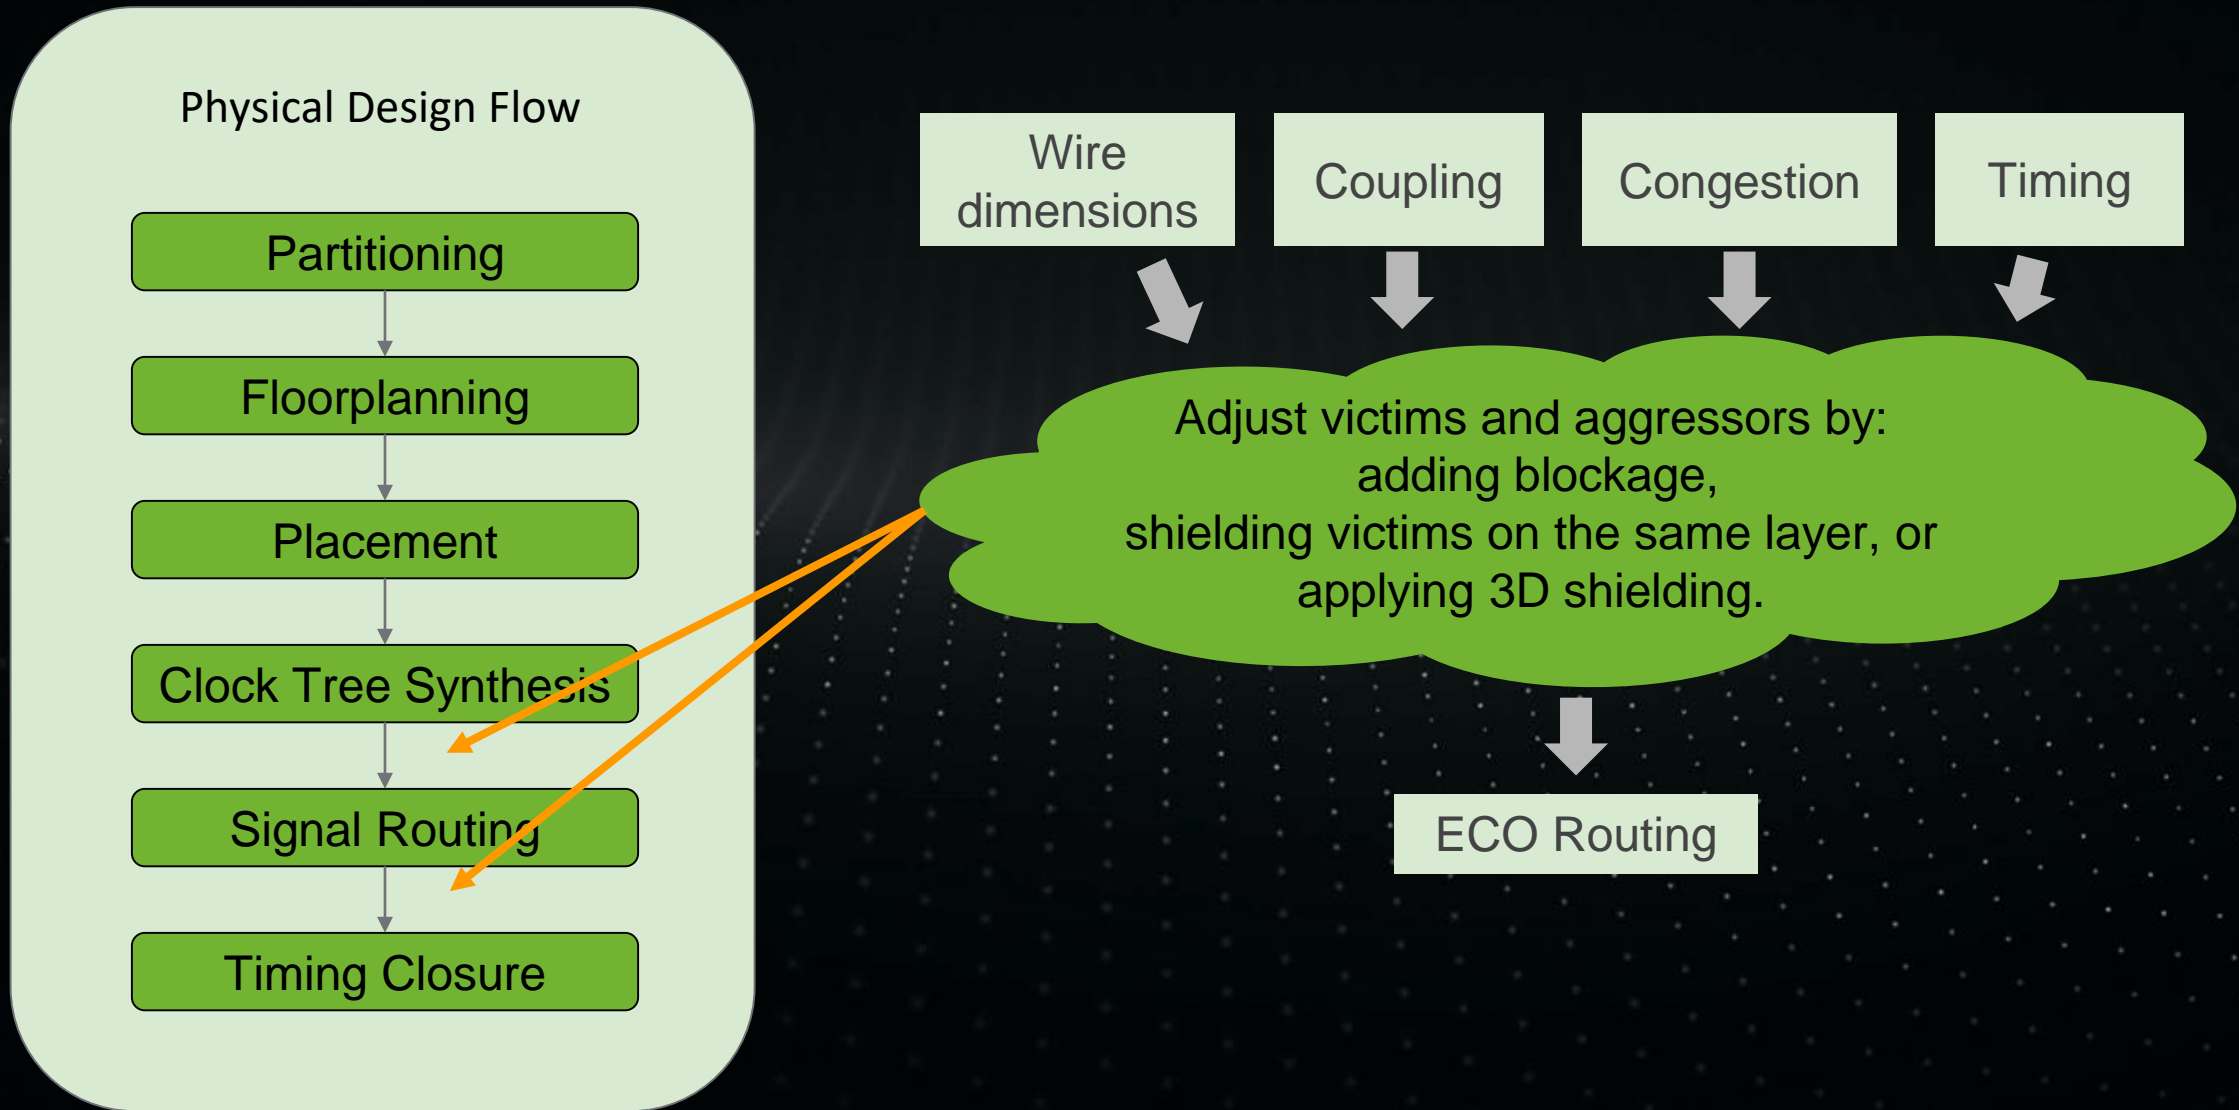 Physical Design Flow
Partitioning
Floorplanning
Placement
Clock Tree Synthesis
Signal Routing
Timing Closure
Wire
dimensions
Coupling
Congestion
Timing
Adjust victims and aggressors by:
adding blockage,
shielding victims on the same layer, or
applying 3D shielding.
ECO Routing